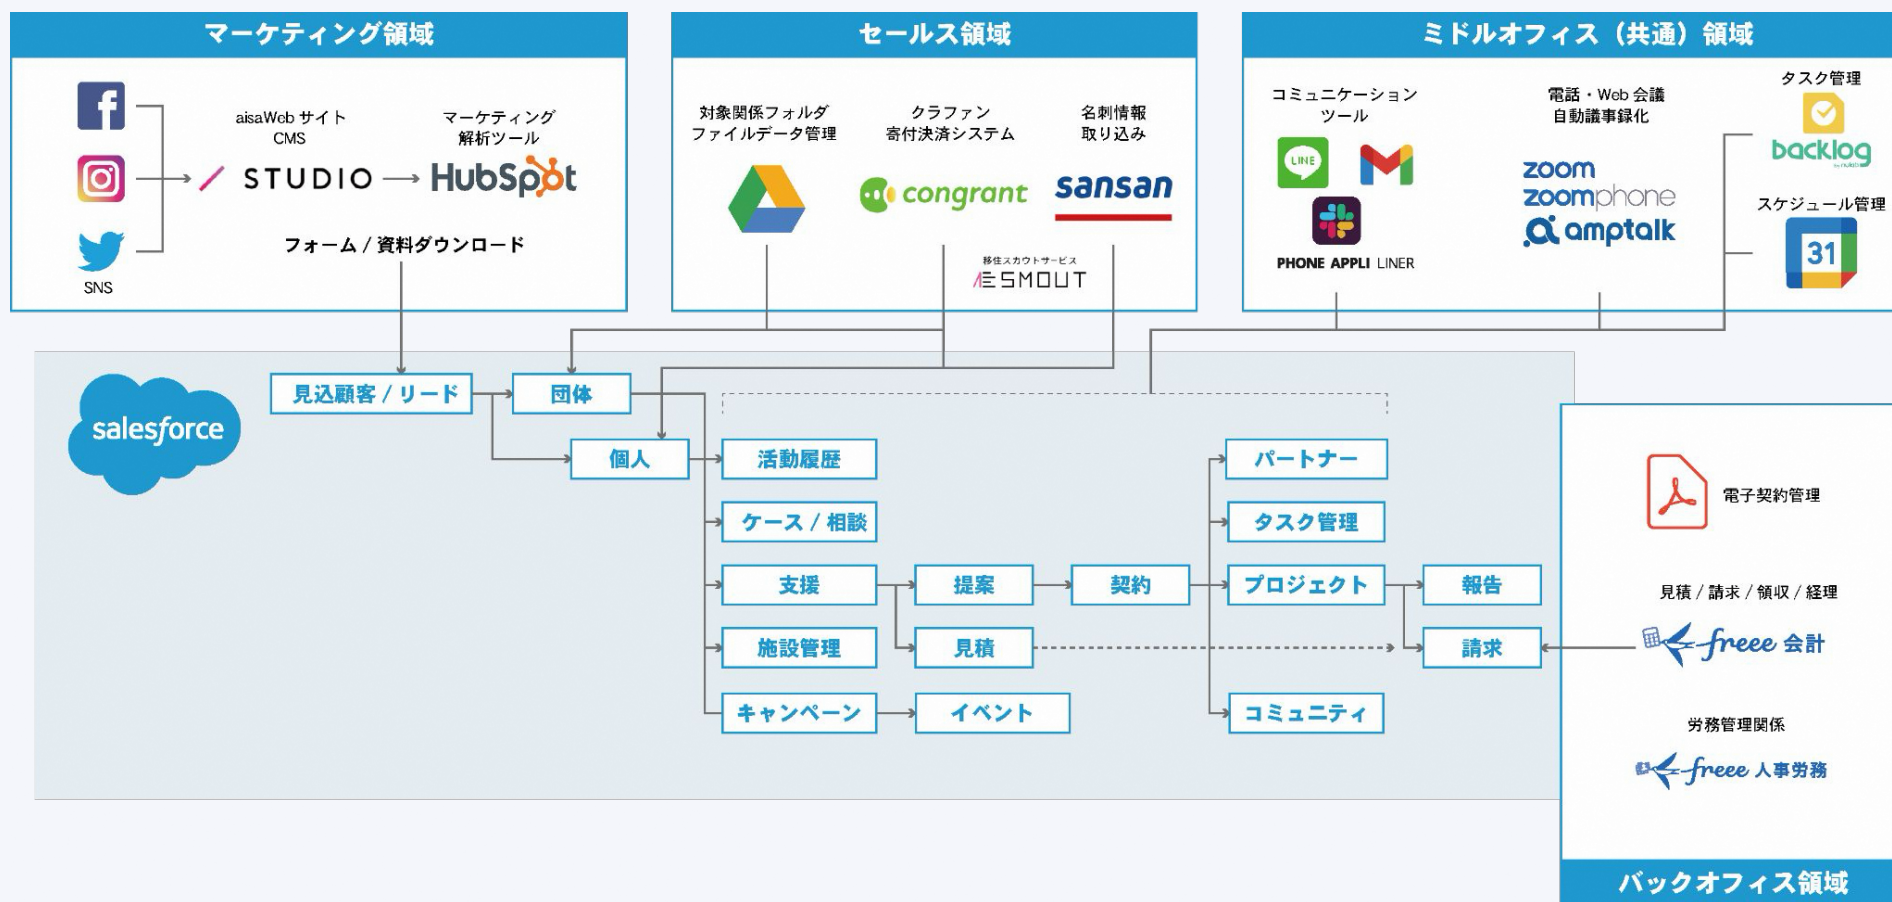 マーケティング領域
aisaWeb サイト
CMS
STUDIO
マーケティング
解析ツール
HubSpot
フォーム / 資料ダウンロード
SNS
セールス領域
対象関係フォルダ
ファイルデータ管理
クラファン
寄付決済システム
congrant
名刺情報
取り込み
sansan
移住スカウトサービス
SMOUT
ミドルオフィス（共通）領域
コミュニケーション
ツール
LINE
PHONE APPLI LINER
電話・Web 会議
自動議事録化
zoom
zoomphone
amptalk
タスク管理
backlog
by nulab
スケジュール管理
31
salesforce
見込顧客 / リード
団体
個人
活動履歴
ケース / 相談
支援
施設管理
キャンペーン
提案
見積
イベント
契約
パートナー
タスク管理
プロジェクト
コミュニティ
報告
請求
電子契約管理
見積 / 請求 / 領収 / 経理
freee 会計
労務管理関係
freee 人事労務
バックオフィス領域